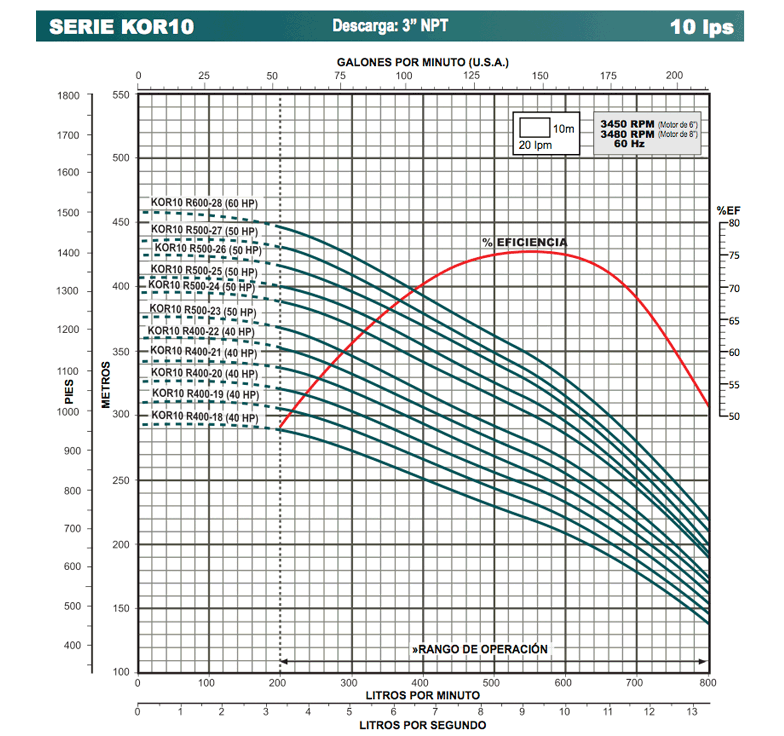 SERIE KOR10 Descarga: 3” NPT 10 lps
GALONES POR MINUTO (U.S.A.)
0 25 50 75 100 125 150 175 200
1800
1700
1600
1500
1400
1300
1200
1100
1000
900
800
700
600
500
400
PIES
550
500
450
400
350
300
250
200
150
100
METROS
10m
20 lpm
3450 RPM (Motor de 6”)
3480 RPM (Motor de 8”)
60 Hz
KOR10 R600-28 (60 HP)
KOR10 R500-27 (50 HP)
KOR10 R500-26 (50 HP)
KOR10 R500-25 (50 HP)
KOR10 R500-24 (50 HP)
KOR10 R500-23 (50 HP)
KOR10 R400-22 (40 HP)
KOR10 R400-21 (40 HP)
KOR10 R400-20 (40 HP)
KOR10 R400-19 (40 HP)
KOR10 R400-18 (40 HP)
% EFICIENCIA
%EF
80
75
70
65
60
55
50
»RANGO DE OPERACIÓN
0 100 200 300 400 500 600 700 800
LITROS POR MINUTO
0 1 2 3 4 5 6 7 8 9 10 11 12 13
LITROS POR SEGUNDO